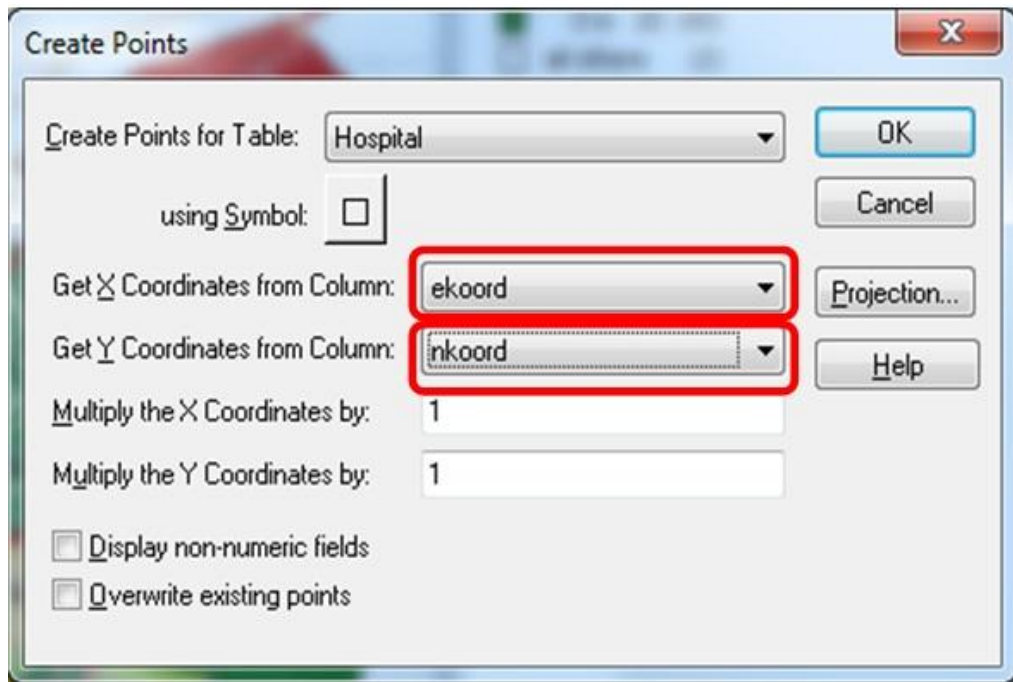 Create Points
Create Points for Table: Hospital
OK
using Symbol:
Cancel
Get X Coordinates from Column: ekoord
Projection...
Get Y Coordinates from Column: nkoord
Help
Multiply the X Coordinates by: 1
Multiply the Y Coordinates by: 1
Display non-numeric fields
Overwrite existing points